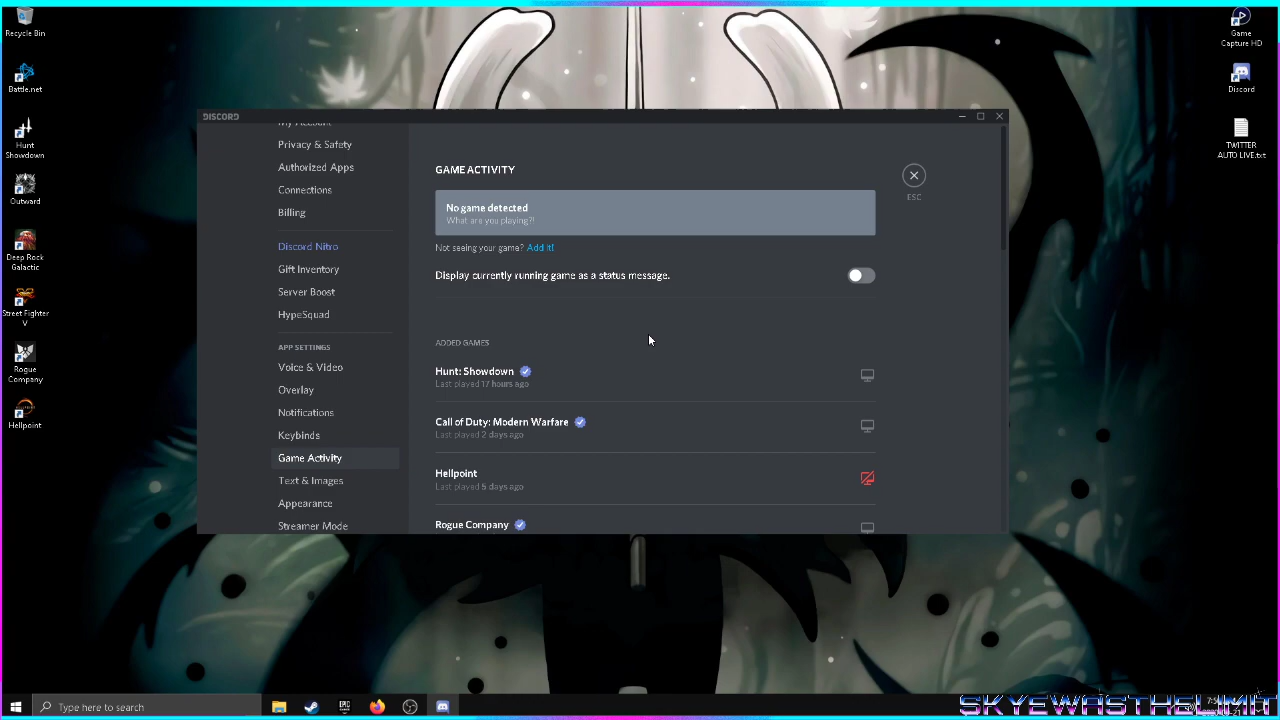 Recycle Bin
Battle.net
Hunt
Showdown
Outward
Deep Rock
Galactic
Street Fighter
V
Rogue
Company
Hellpoint
Game
Capture HD
Discord
TWITTER
AUTO LIVE.txt
DISCORD
My Account
Privacy & Safety
Authorized Apps
Connections
Billing
Discord Nitro
Gift Inventory
Server Boost
HypeSquad
APP SETTINGS
Voice & Video
Overlay
Notifications
Keybinds
Game Activity
Text & Images
Appearance
Streamer Mode
GAME ACTIVITY
No game detected
What are you playing?!
Not seeing your game? Add it!
Display currently running game as a status message.
ESC
ADDED GAMES
Hunt: Showdown
Last played 17 hours ago
Call of Duty: Modern Warfare
Last played 2 days ago
Hellpoint
Last played 5 days ago
Rogue Company
Type here to search
EPIC
SKYEWASTHELIMIT